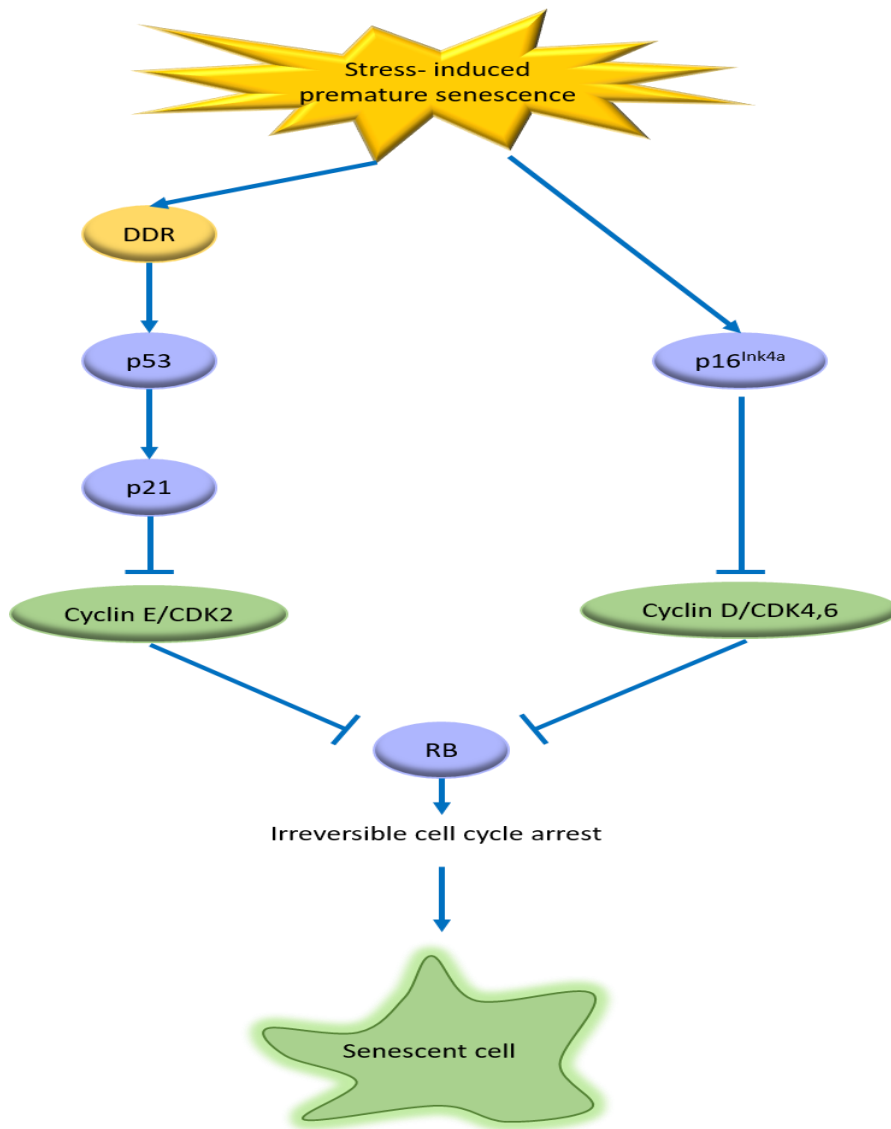 Stress- induced
premature senescence
DDR
p53
p16Ink4a
p21
Cyclin E/CDK2
Cyclin D/CDK4,6
RB
Irreversible cell cycle arrest
Senescent cell